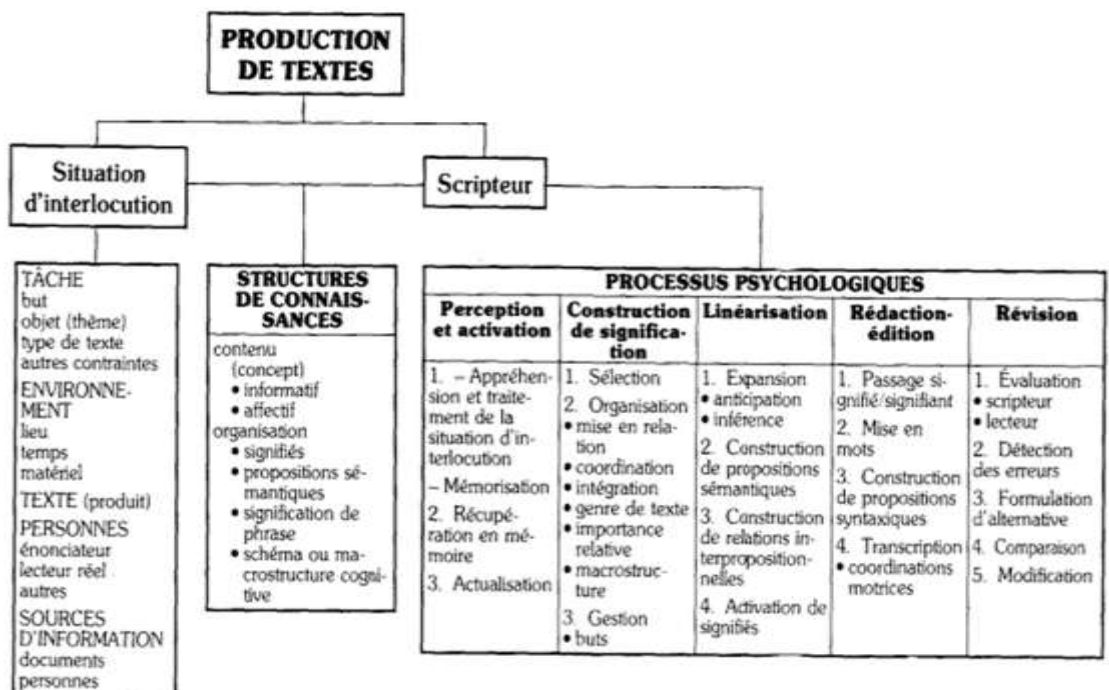 PRODUCTION
DE TEXTES
Situation
d'interlocution
Scripteur
TÂCHE
but
objet (thème)
type de texte
autres contraintes
ENVIRONNE-
MENT
lieu
temps
matériel
TEXTE (produit)
PERSONNES
énonciateur
lecteur réel
autres
SOURCES
D'INFORMATION
documents
personnes
STRUCTURES
DE CONNAIS-
SANCES
contenu
(concept)
• informatif
• affectif
organisation
• signifiés
• propositions sé-
mantiques
• signification de
phrase
• schéma ou ma-
crostructure cogni-
tive
PROCESSUS PSYCHOLOGIQUES
Perception
et activation
1. – Appréhen-
sion et traite-
ment de la
situation d'in-
terlocution
– Mémorisation
2. Récupé-
ration en mé-
moire
3. Actualisation
Construction
de significa-
tion
1. Sélection
2. Organisation
• mise en rela-
tion
• coordination
• intégration
• genre de texte
• importance
relative
• macrostruc-
ture
3. Gestion
• buts
Linéarisation
1. Expansion
• anticipation
• inférence
2. Construction
de propositions
sémantiques
3. Construction
de relations in-
terproposition-
nelles
4. Activation de
signifiés
Rédaction-
édition
1. Passage si-
gnifié/signifiant
2. Mise en
mots
3. Construction
de propositions
syntaxiques
4. Transcription
• coordinations
motrices
Révision
1. Évaluation
• scripteur
• lecteur
2. Détection
des erreurs
3. Formulation
d'alternative
4. Comparaison
5. Modification